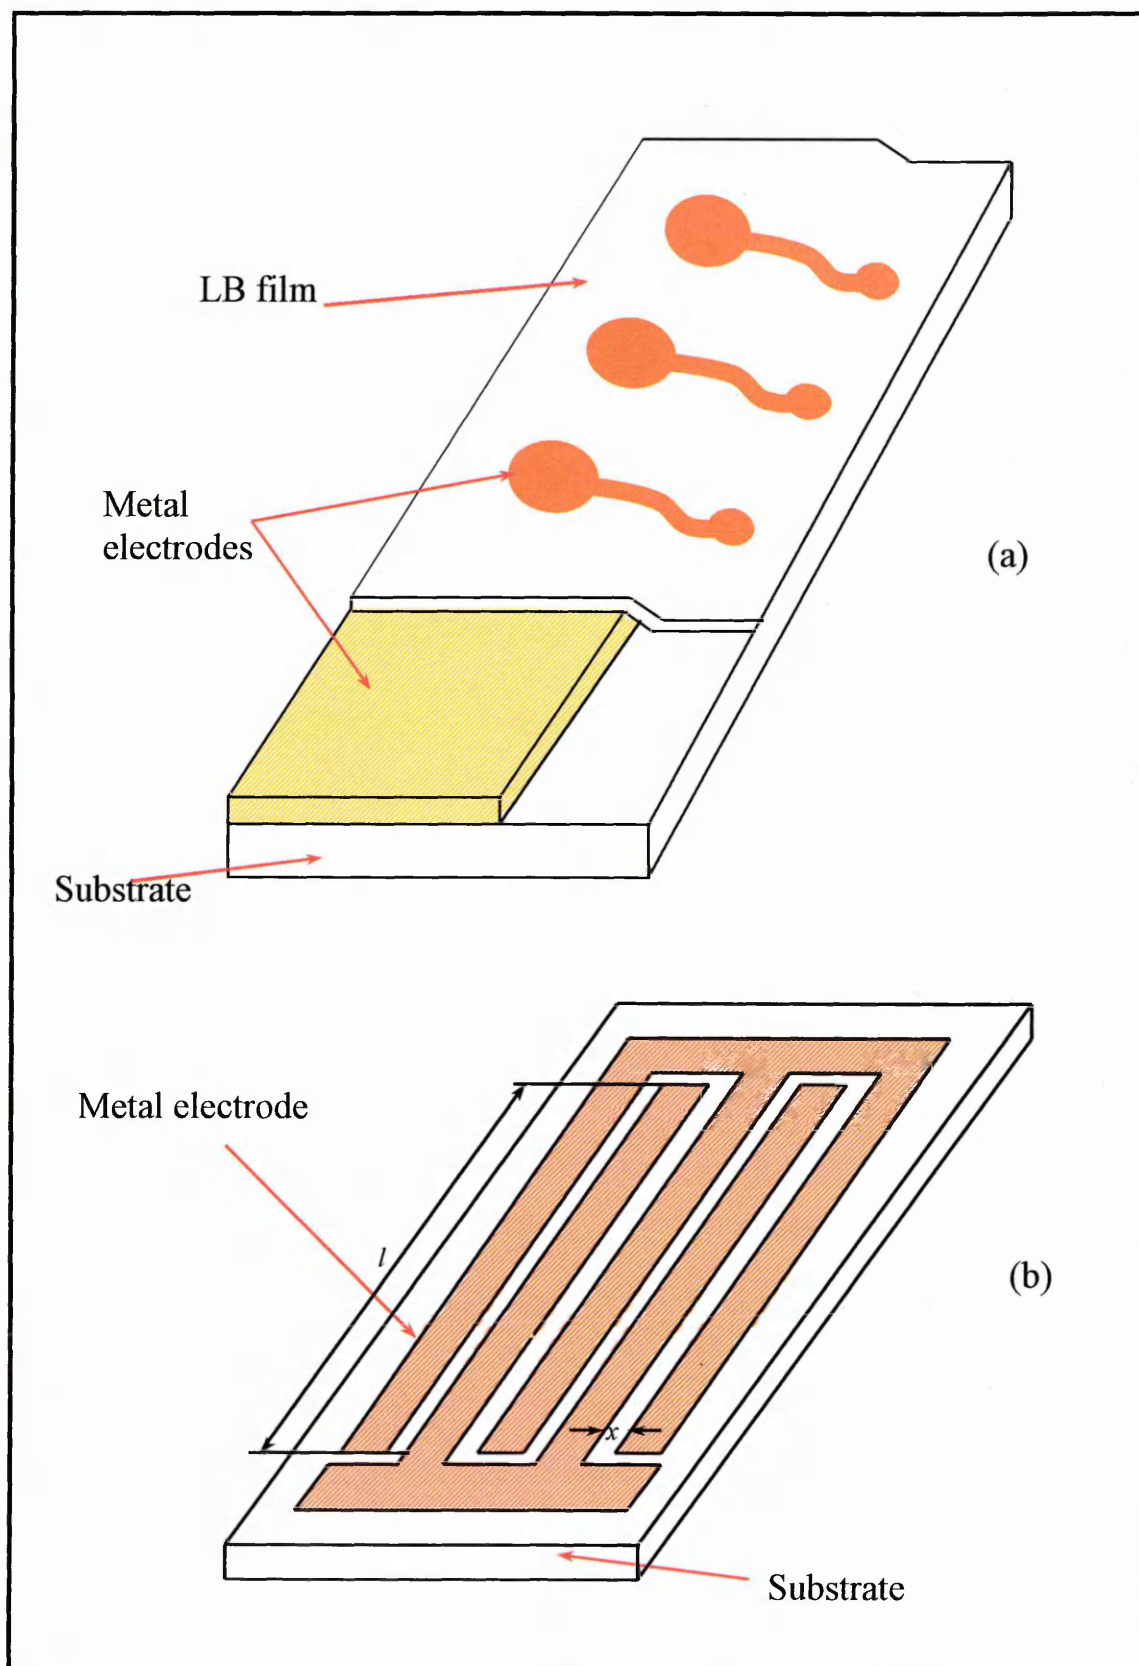 LB film
Metal
electrodes
(a)
Substrate
Metal electrode
l
(b)
x
Substrate